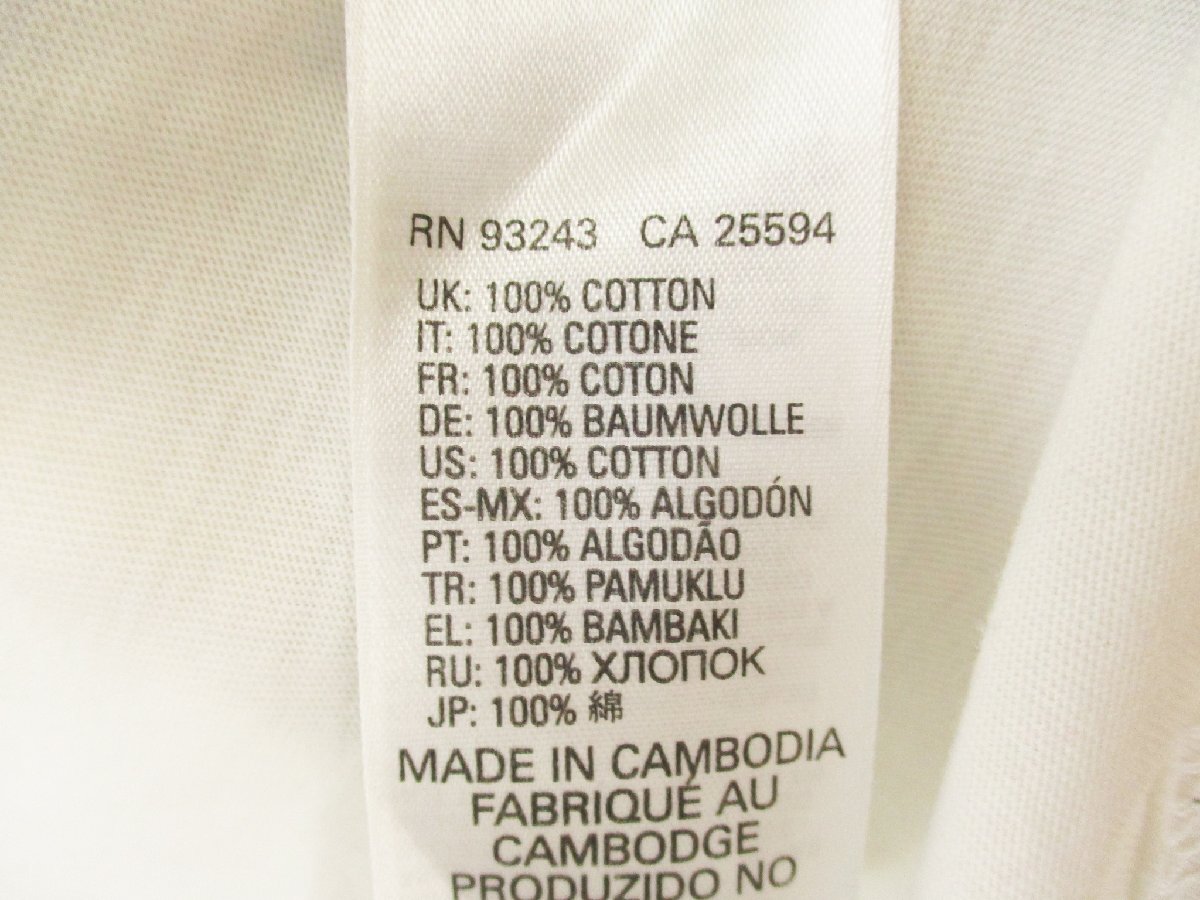 RN 93243 CA 25594
UK: 100% COTTON
IT: 100% COTONE
FR: 100% COTON
DE: 100% BAUMWOLLE
US: 100% COTTON
ES-MX: 100% ALGODÓN
PT: 100% ALGODÃO
TR: 100% PAMUKLU
EL: 100% BAMBAKI
RU: 100% ХЛОПОК
JP: 100% 綿
MADE IN CAMBODIA
FABRIQUÉ AU
CAMBODGE
PRODUZIDO NO